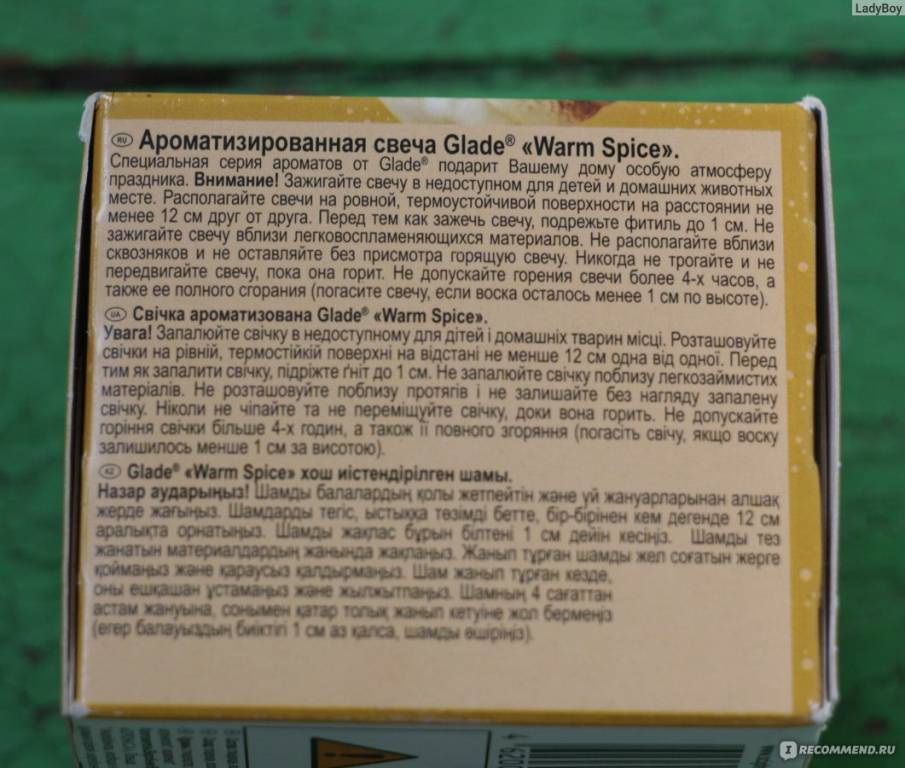 LadyBoy
RU Ароматизированная свеча Glade® «Warm Spice».
Специальная серия ароматов от Glade® подарит Вашему дому особую атмосферу
праздника. Внимание! Зажигайте свечу в недоступном для детей и домашних животных
месте. Располагайте свечи на ровной, термоустойчивой поверхности на расстоянии не
менее 12 см друг от друга. Перед тем как зажечь свечу, подрежьте фитиль до 1 см. Не
зажигайте свечу вблизи легковоспламеняющихся материалов. Не располагайте вблизи
сквозняков и не оставляйте без присмотра горящую свечу. Никогда не трогайте и не
передвигайте свечу, пока она горит. Не допускайте горения свечи более 4-х часов, а
также ее полного сгорания (погасите свечу, если воска осталось менее 1 см по высоте).
UA Свічка ароматизована Glade® «Warm Spice».
Увага! Запалюйте свічку в недоступному для дітей і домашніх тварин місці. Розташовуйте
свічки на рівній, термостійкій поверхні на відстані не менше 12 см одна від одної. Перед
тим як запалити свічку, підріжте ґніт до 1 см. Не запалюйте свічку поблизу легкозаймистих
матеріалів. Не розташовуйте поблизу протягів і не залишайте без нагляду запалену
свічку. Ніколи не чіпайте та не переміщуйте свічку, доки вона горить. Не допускайте
горіння свічки більше 4-х годин, а також її повного згоряння (погасіть свічу, якщо воску
залишилось менше 1 см за висотою).
KZ Glade® «Warm Spice» хош иістендірілген шамы.
Назар аударыңыз! Шамды балалардың қолы жетпейтін және үй жануарларынан алшақ
жерде жағыңыз. Шамдарды тегіс, ыстыққа төзімді бетте, бір-бірінен кем дегенде 12 см
аралықта орнатыңыз. Шамды жақпас бұрын білтені 1 см дейін кесіңіз. Шамды тез
жанатын материалдардың жанында жақпаңыз. Жанып тұрған шамды жел соғатын жерге
қоймаңыз және қараусыз қалдырмаңыз. Шам жанып тұрған кезде,
оны ешқашан ұстамаңыз және жылжытпаңыз. Шамның 4 сағаттан
астам жануына, сонымен қатар толық жанып кетуіне жол бермеңіз
(егер балауыздың биіктігі 1 см аз қалса, шамды өшіріңіз).
IRECOMMEND.RU